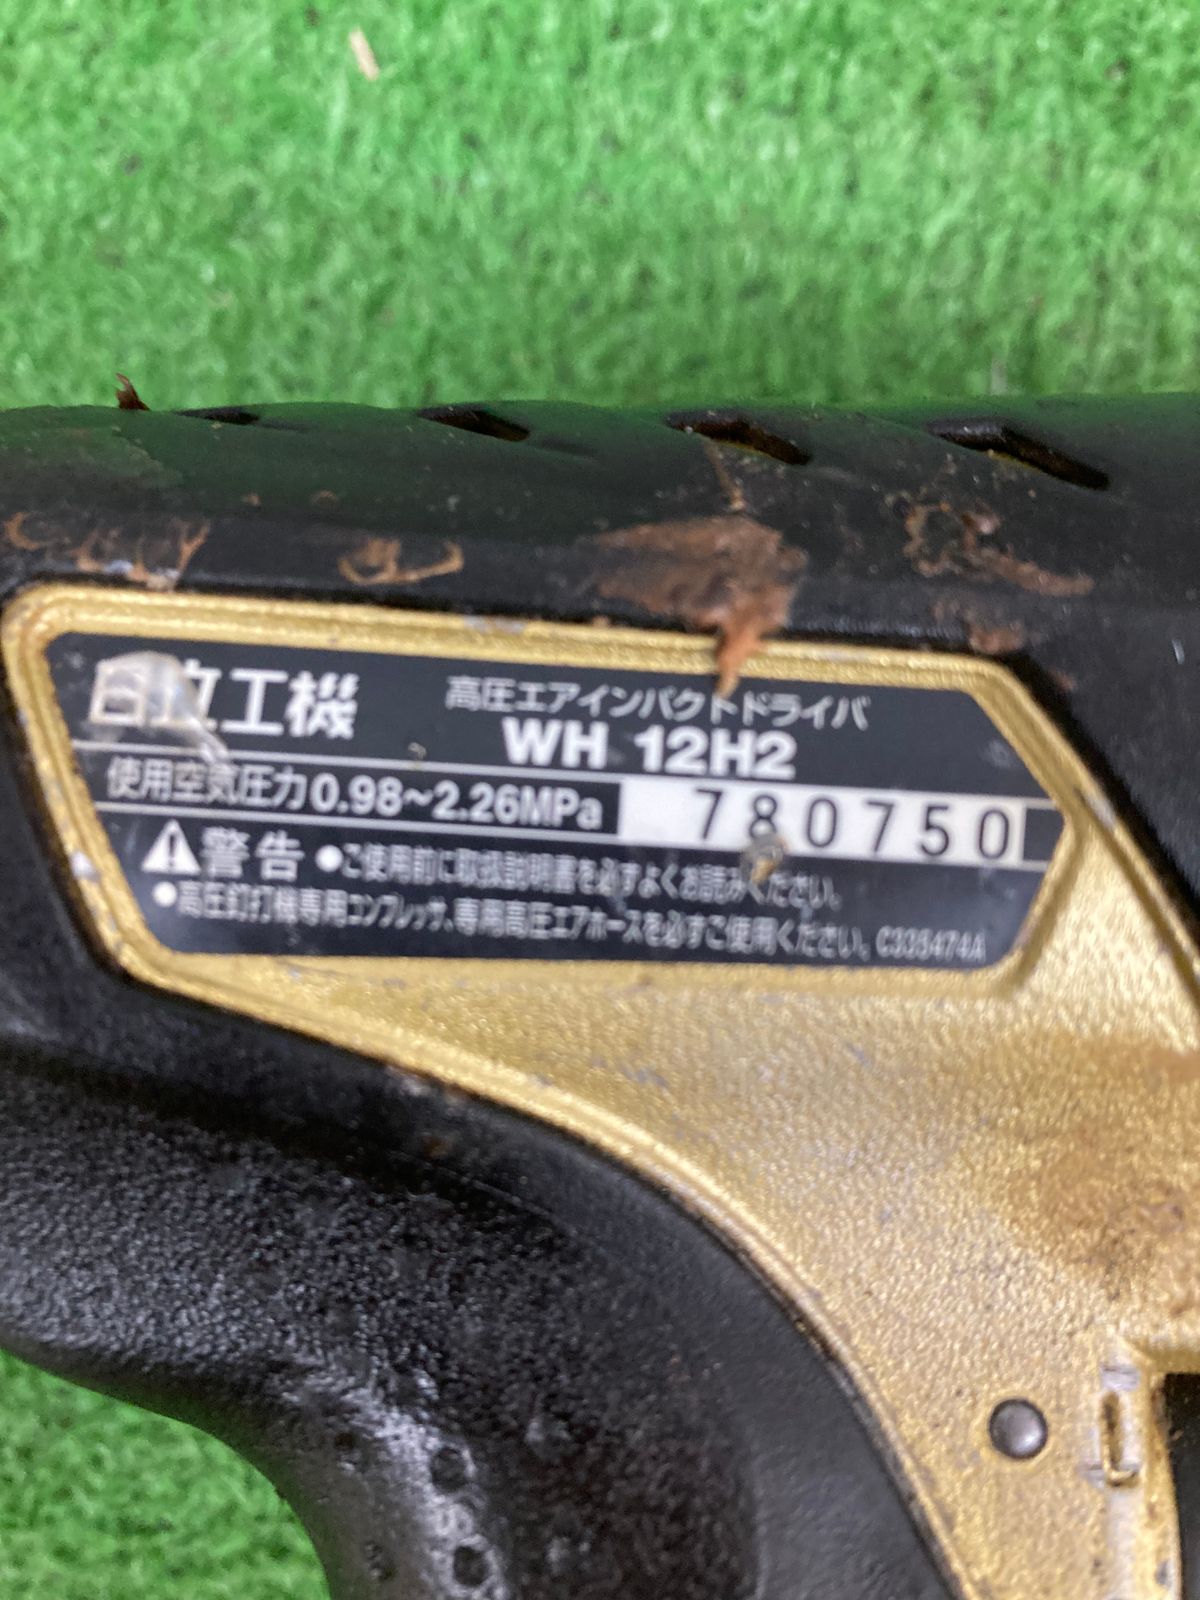 日立工機
高圧エアインパクトドライバ
WH 12H2
使用空気圧力0.98~2.26MPa
780750
警告 ●ご使用前に取扱説明書を必ずよくお読みください。
●高圧釘打機専用コンプレッサ、専用高圧エアホースを必ずご使用ください。C335474A